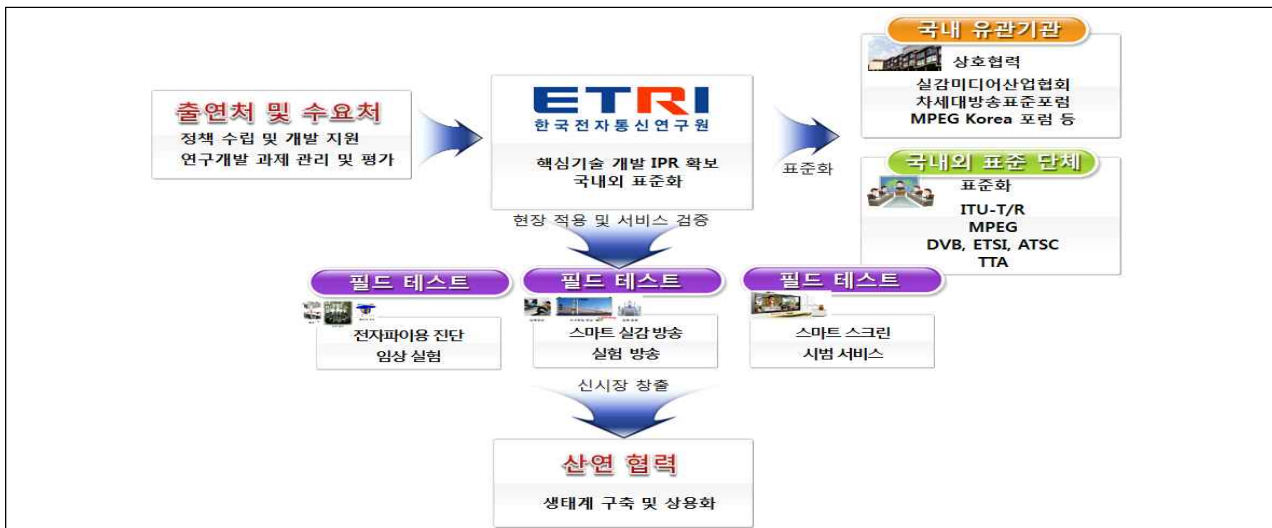 출연처 및 수요처
정책 수립 및 개발 지원
연구개발 과제 관리 및 평가
ETRI
한국전자통신연구원
핵심기술 개발 IPR 확보
국내외 표준화
표준화
국내 유관기관
상호협력
실감미디어산업협회
차세대방송표준포럼
MPEG Korea 포럼 등
국내외 표준 단체
표준화
ITU-T/R
MPEG
DVB, ETSI, ATSC
TTA
현장 적용 및 서비스 검증
필드 테스트
전자파이용 진단
임상 실험
필드 테스트
스마트 실감 방송
실험 방송
필드 테스트
스마트 스크린
시범 서비스
신시장 창출
산연 협력
생태계 구축 및 상용화